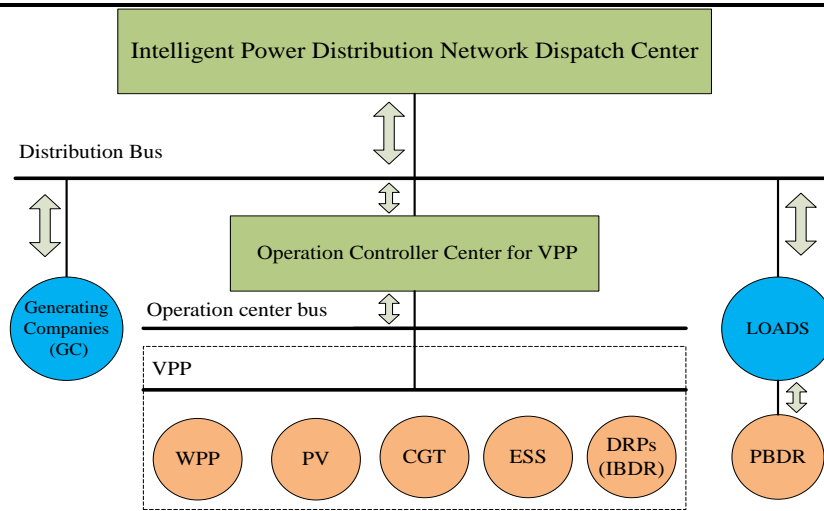 Intelligent Power Distribution Network Dispatch Center
Distribution Bus
Operation Controller Center for VPP
Generating
Companies
(GC)
Operation center bus
LOADS
VPP
WPP
PV
CGT
ESS
DRPs
(IBDR)
PBDR